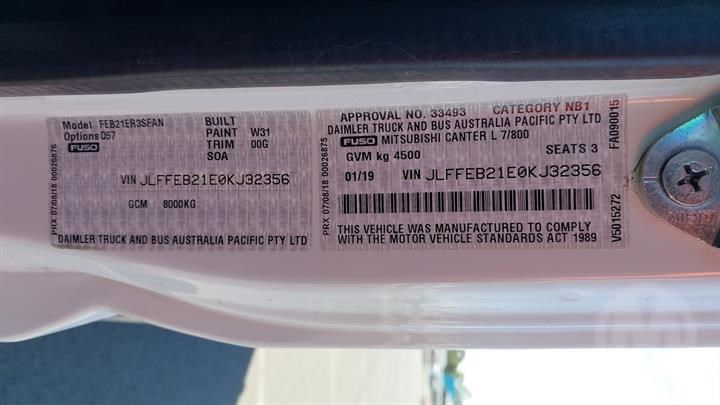 Model FEB21ER3SFAN
Options 057
FUSO
BUILT
PAINT W31
TRIM 00G
SOA
VIN JLFFEB21E0KJ32356
GCM 8000KG
PRX 07/08/18 00026876
DAIMLER TRUCK AND BUS AUSTRALIA PACIFIC PTY LTD
APPROVAL NO. 33493 CATEGORY NB1
DAIMLER TRUCK AND BUS AUSTRALIA PACIFIC PTY LTD
FUSO MITSUBISHI CANTER L 7/800
GVM kg 4500 SEATS 3
01/19 VIN JLFFEB21E0KJ32356
THIS VEHICLE WAS MANUFACTURED TO COMPLY
WITH THE MOTOR VEHICLE STANDARDS ACT 1989
PRX 07/08/18 00026875
V5015272 FA090015